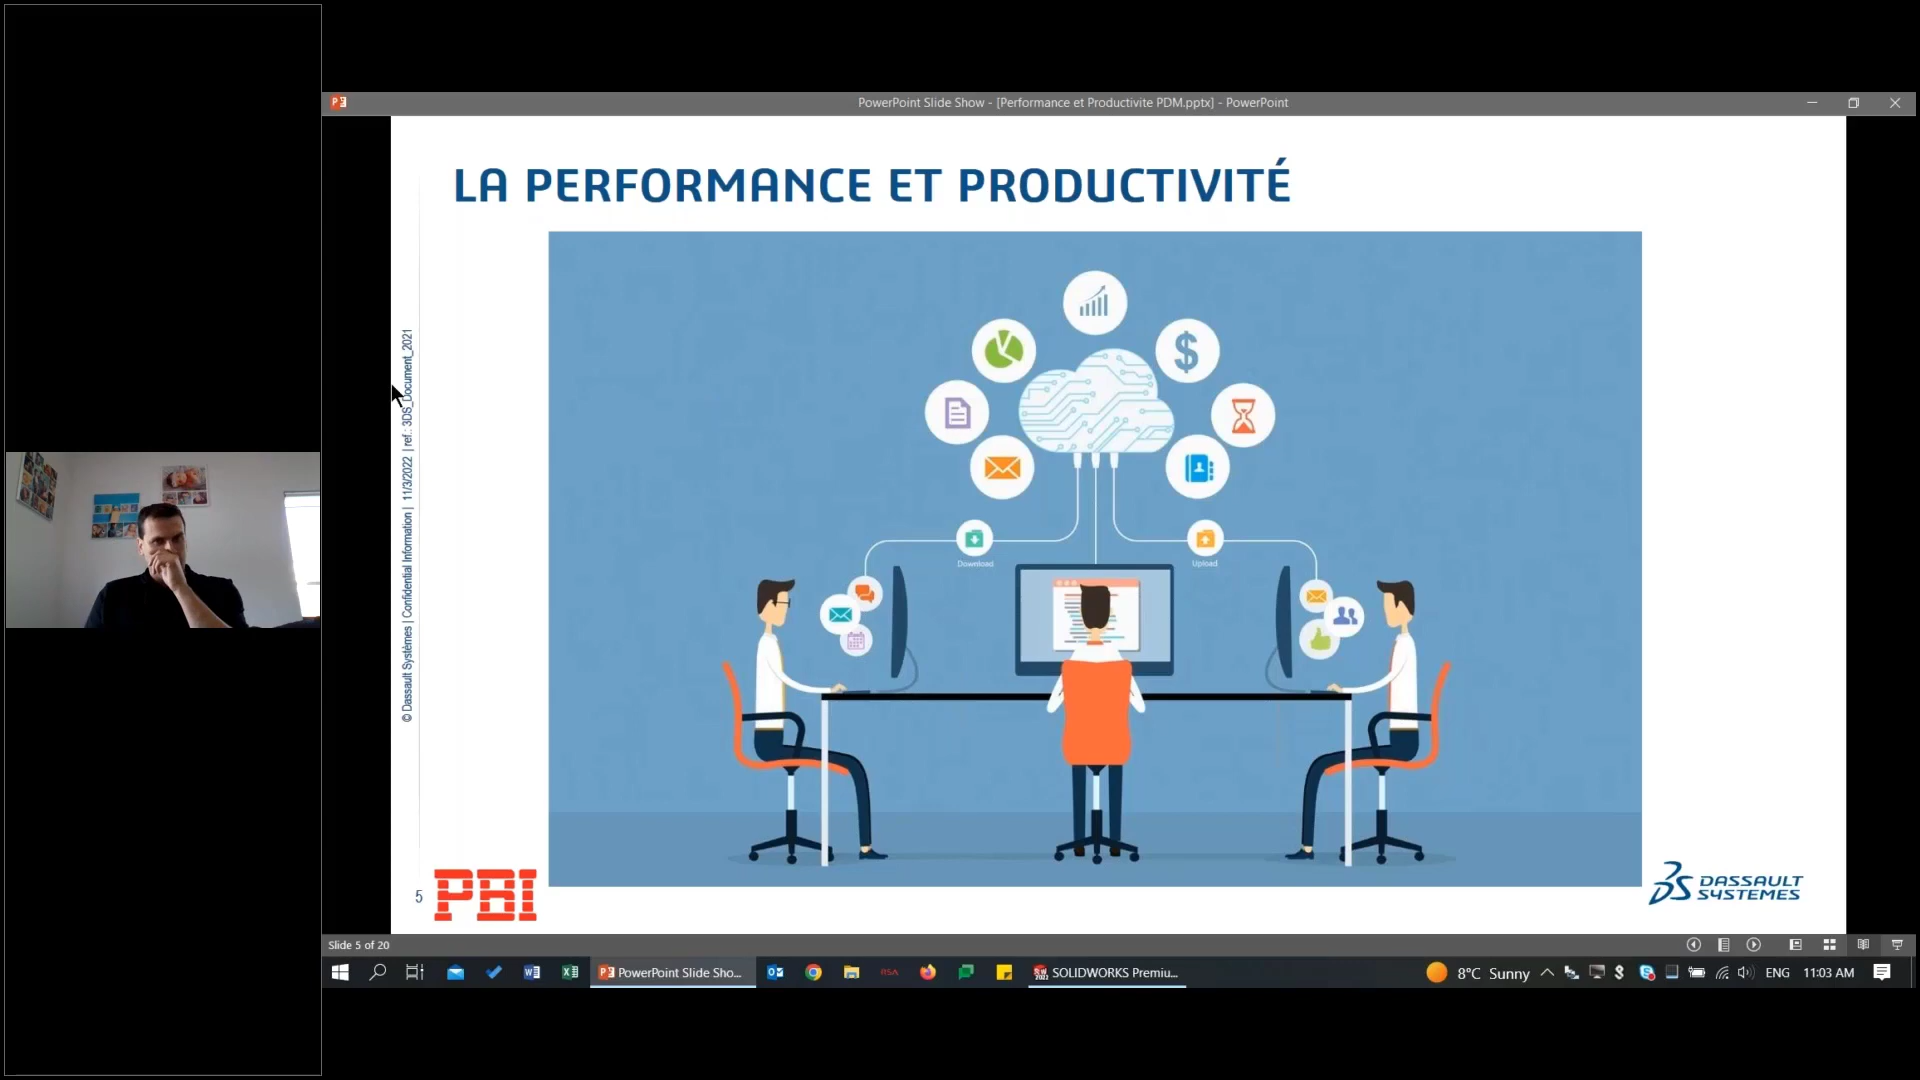 PowerPoint Slide Show - [Performance et Productivite PDM.pptx] - PowerPoint
LA PERFORMANCE ET PRODUCTIVITÉ
© Dassault Systèmes | Confidential Information | 11/3/2022 | ref.: 3DS_Document_2021
$
Download
Upload
5
PBI
DASSAULT
SYSTEMES
Slide 5 of 20
PowerPoint Slide Sho...
SOLIDWORKS Premiu...
8°C Sunny
ENG
11:03 AM